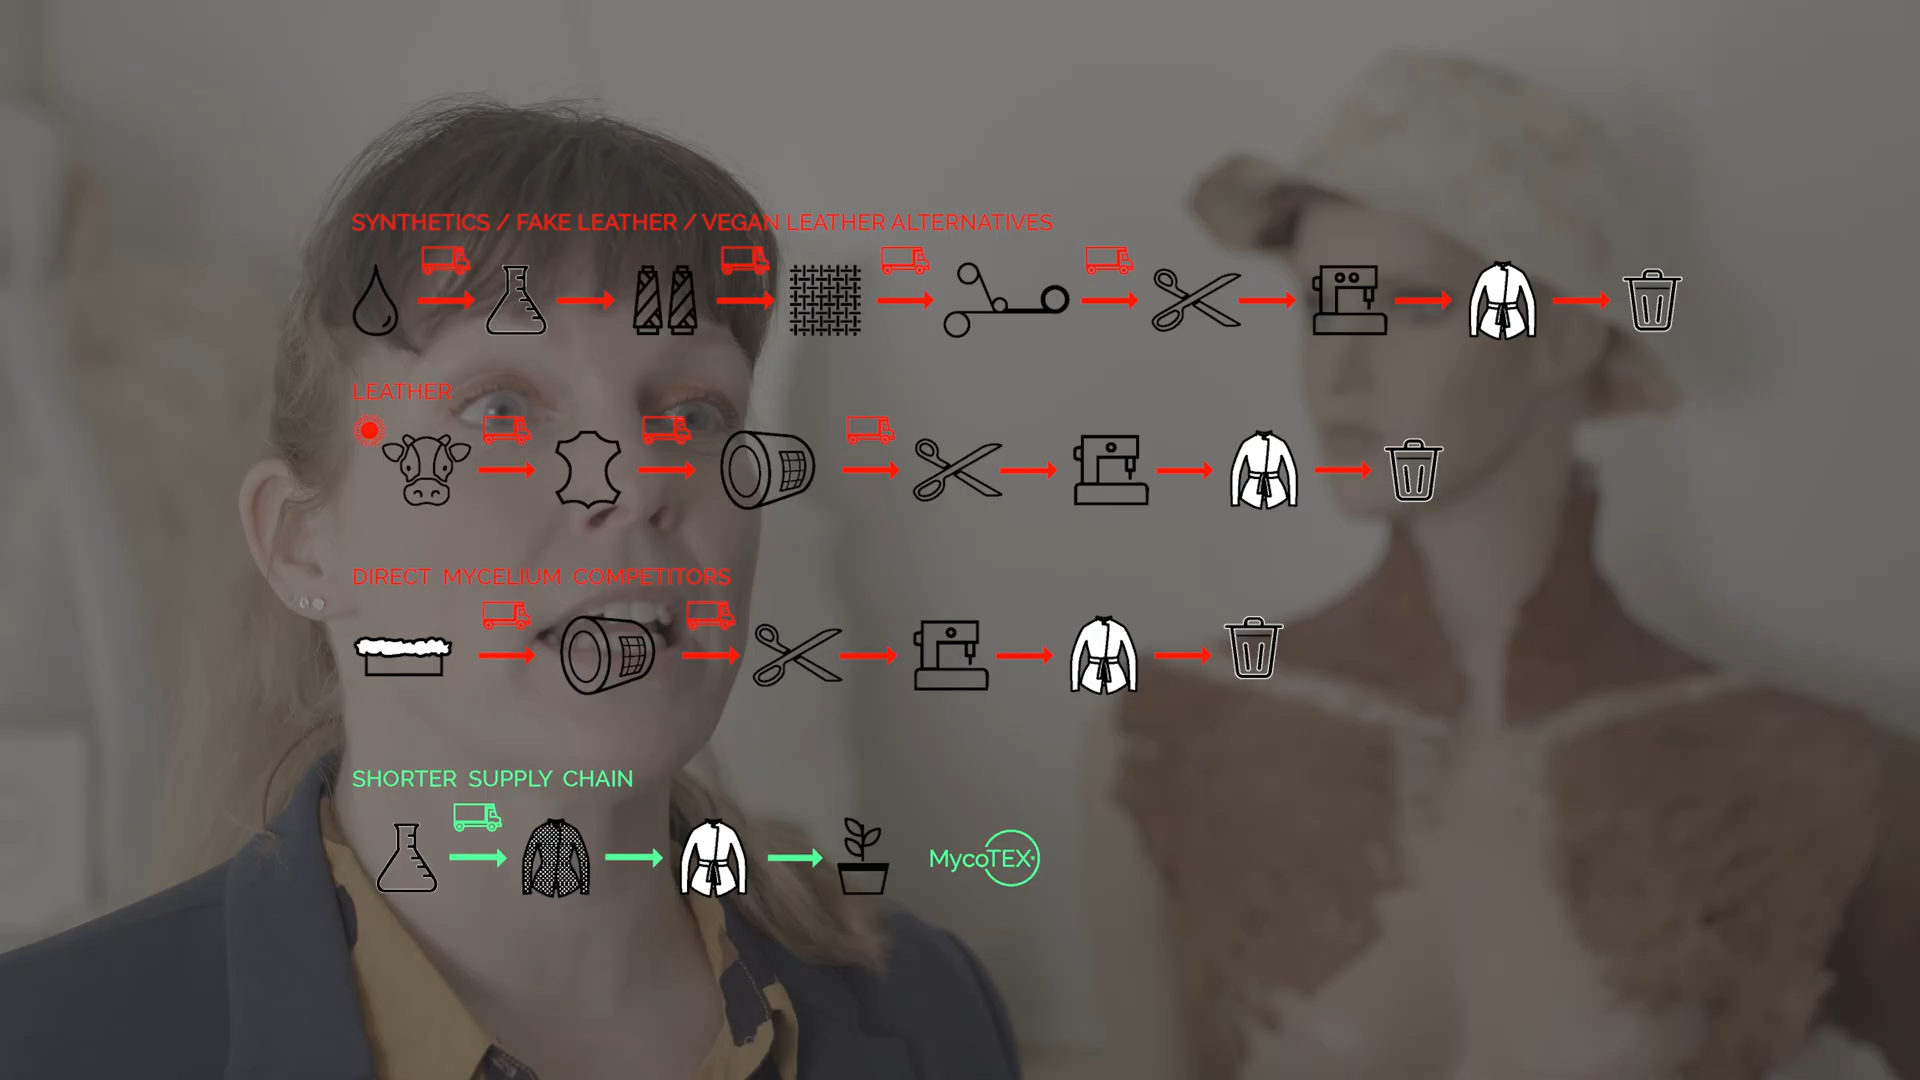 SYNTHETICS / FAKE LEATHER / VEGAN LEATHER ALTERNATIVES
LEATHER
DIRECT MYCELIUM COMPETITORS
SHORTER SUPPLY CHAIN
MycoTEX